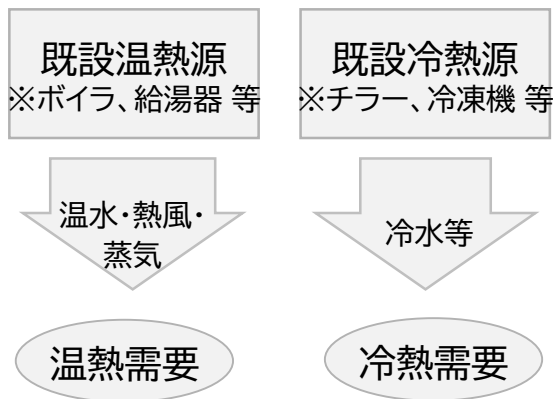 既設温熱源
※ボイラ、給湯器 等
温水･熱風･
蒸気
温熱需要
既設冷熱源
※チラー、冷凍機 等
冷水等
冷熱需要